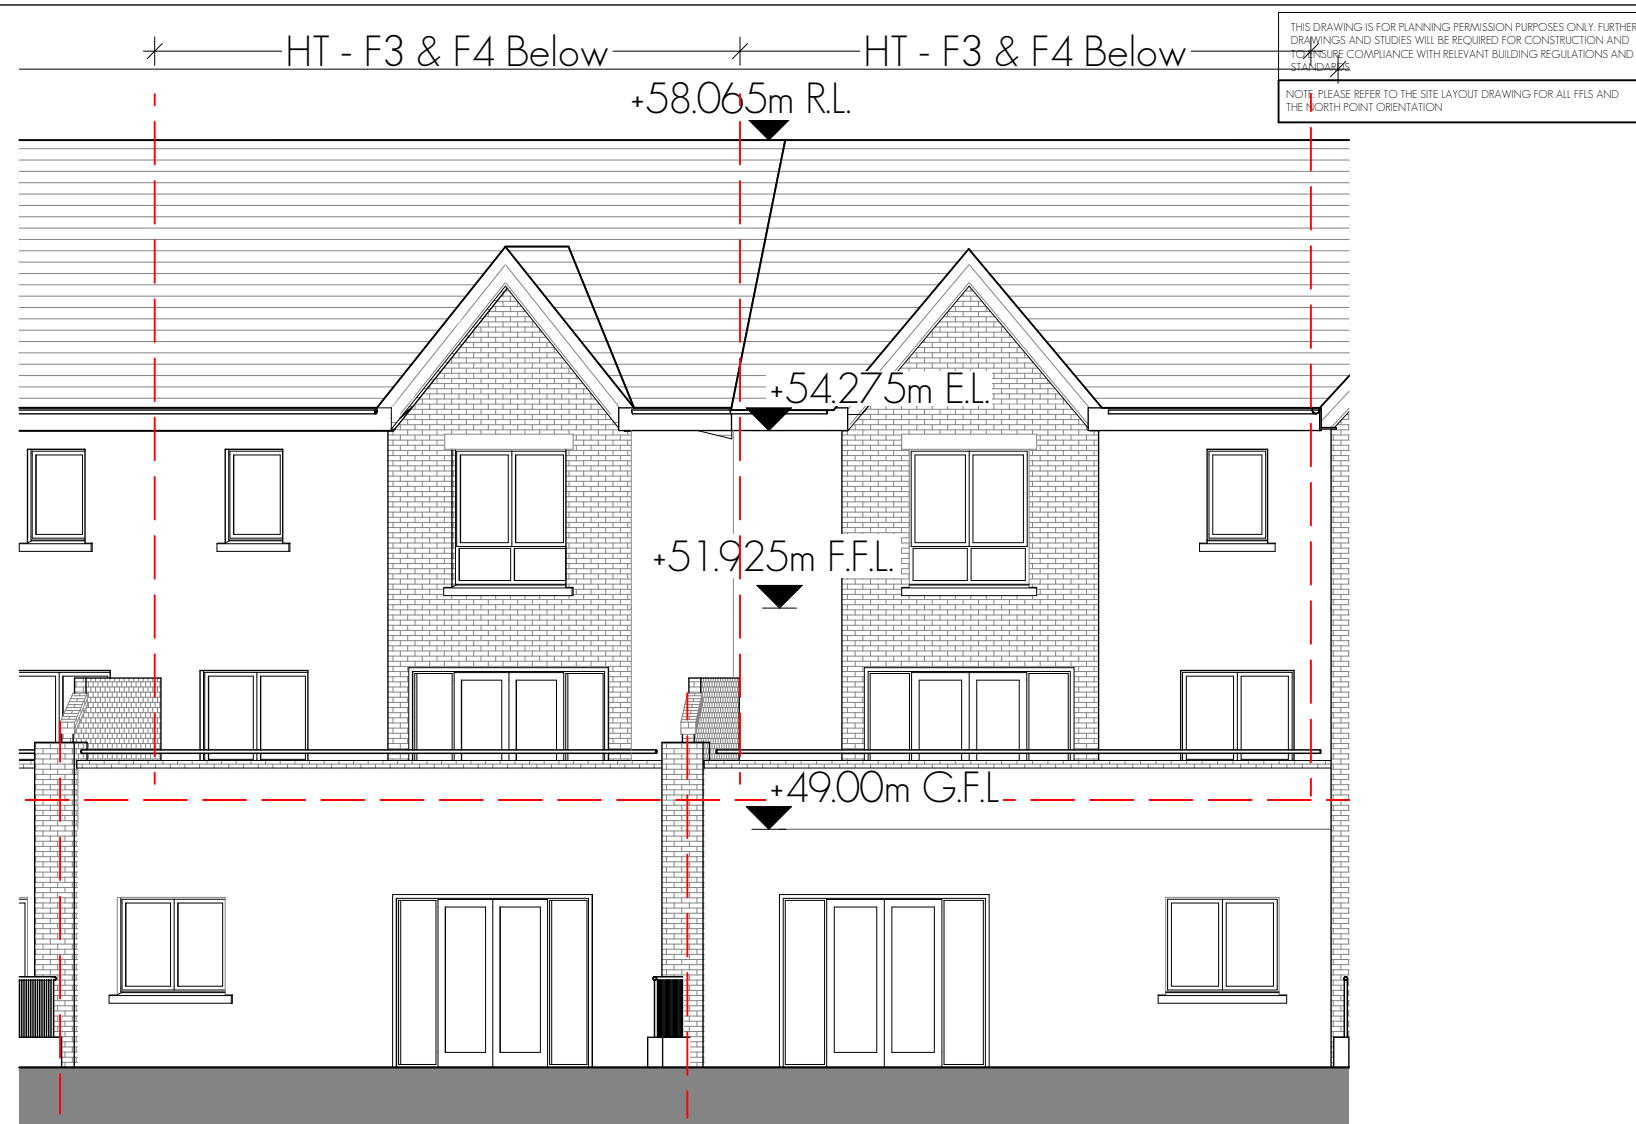 HT - F3 & F4 Below
HT - F3 & F4 Below
THIS DRAWING IS FOR PLANNING PERMISSION PURPOSES ONLY. FURTHER
DRAWINGS AND STUDIES WILL BE REQUIRED FOR CONSTRUCTION AND
TO ENSURE COMPLIANCE WITH RELEVANT BUILDING REGULATIONS AND
STANDARDS.
NOTE: PLEASE REFER TO THE SITE LAYOUT DRAWING FOR ALL FFLS AND
THE NORTH POINT ORIENTATION
+58.065m R.L.
+54.275m E.L.
+51.925m F.F.L.
+49.00m G.F.L